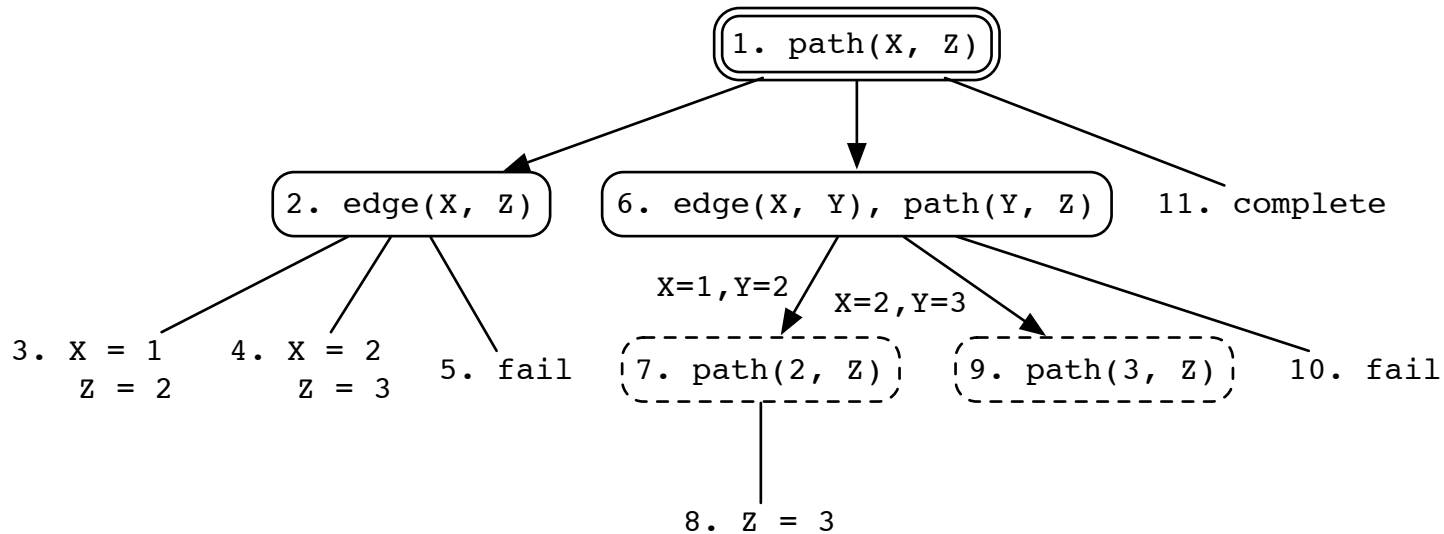 1. path(X, Z)
2. edge(X, Z)
6. edge(X, Y), path(Y, Z)
11. complete
X=1,Y=2
X=2,Y=3
3. X = 1
Z = 2
4. X = 2
Z = 3
5. fail
7. path(2, Z)
9. path(3, Z)
10. fail
8. Z = 3